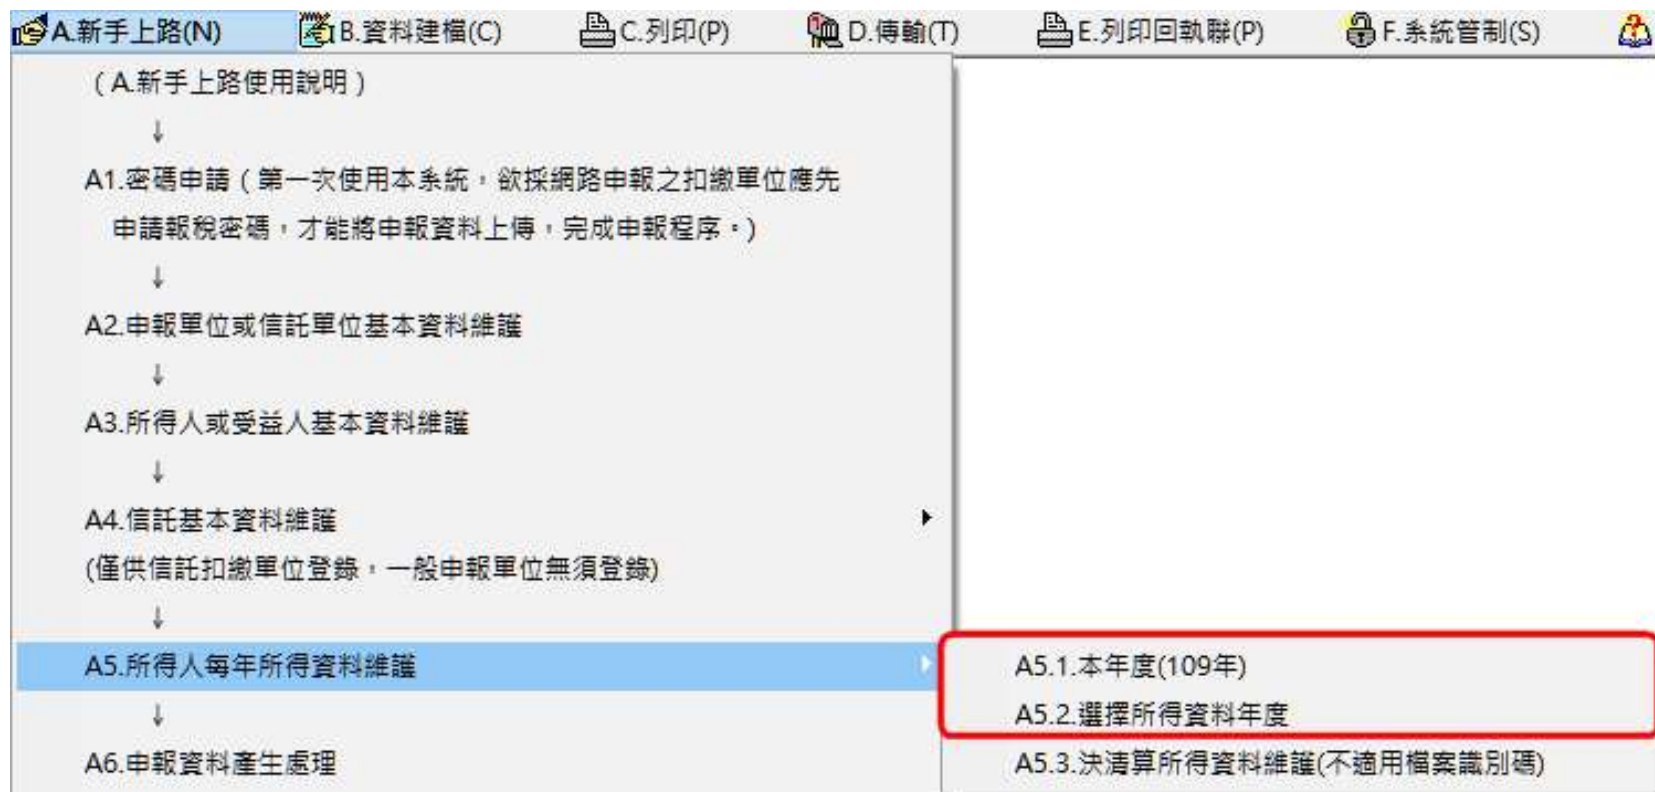 A.新手上路(N) B.資料建檔(C) C.列印(P) D.傳輸(T) E.列印回執聯(P) F.系統管制(S)
(A.新手上路使用說明)
↓
A1.密碼申請(第一次使用本系統，欲採網路申報之扣繳單位應先
申請報稅密碼，才能將申報資料上傳，完成申報程序。)
↓
A2.申報單位或信託單位基本資料維護
↓
A3.所得人或受益人基本資料維護
↓
A4.信託基本資料維護
(僅供信託扣繳單位登錄，一般申報單位無須登錄)
↓
A5.所得人每年所得資料維護
A5.1.本年度(109年)
↓
A5.2.選擇所得資料年度
A6.申報資料產生處理
A5.3.決清算所得資料維護(不適用檔案識別碼)